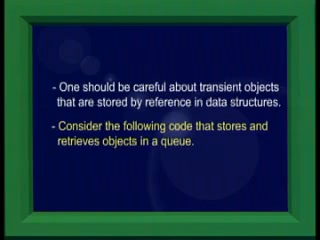 - One should be careful about transient objects
that are stored by reference in data structures.
- Consider the following code that stores and
retrieves objects in a queue.